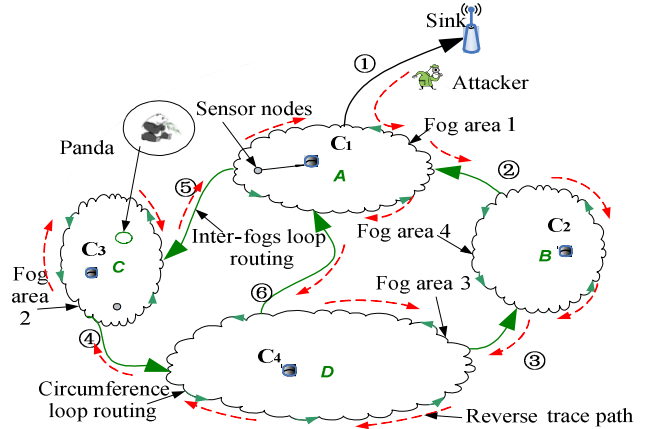 Sink
①
Attacker
Sensor nodes
Fog area 1
Panda
C1
A
②
⑤
Inter-fogs loop
routing
Fog area 4
C2
B
C3
C
Fog
area
2
⑥
Fog area 3
④
C4
D
③
Circumference
loop routing
Reverse trace path